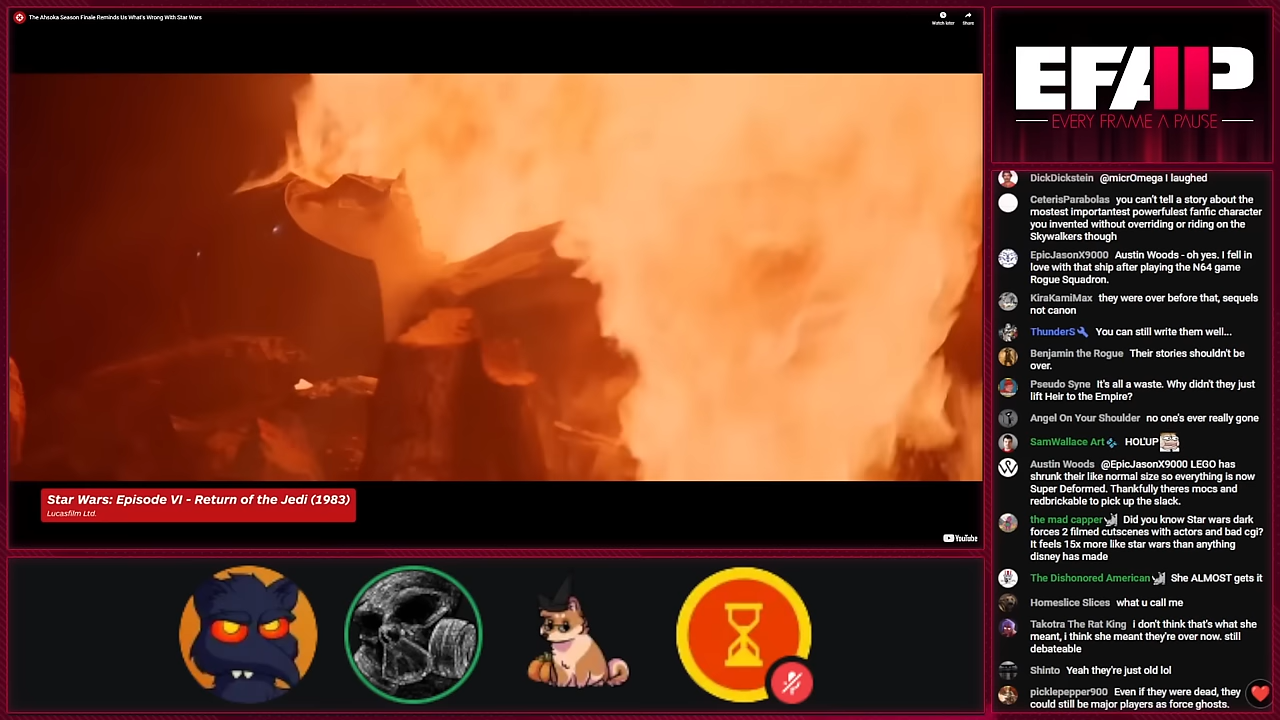 The Ahsoka Season Finale Reminds Us What's Wrong With Star Wars
Watch later
Share
Star Wars: Episode VI - Return of the Jedi (1983)
Lucasfilm Ltd.
YouTube
EFAP
EVERY FRAME A PAUSE
DickDickstein @micrOmega I laughed
CeterisParabolas you can't tell a story about the
mostest importantest powerfulest fanfic character
you invented without overriding or riding on the
Skywalkers though
EpicJasonX9000 Austin Woods - oh yes. I fell in
love with that ship after playing the N64 game
Rogue Squadron.
KiraKamiMax they were over before that, sequels
not canon
ThunderS You can still write them well...
Benjamin the Rogue Their stories shouldn't be
over.
Pseudo Syne It's all a waste. Why didn't they just
lift Heir to the Empire?
Angel On Your Shoulder no one's ever really gone
SamWallace Art HOL'UP
Austin Woods @EpicJasonX9000 LEGO has
shrunk their like normal size so everything is now
Super Deformed. Thankfully theres mocs and
redbrickable to pick up the slack.
the mad capper Did you know Star wars dark
forces 2 filmed cutscenes with actors and bad cgi?
It feels 15x more like star wars than anything
disney has made
The Dishonored American She ALMOST gets it
Homeslice Slices what u call me
Takotra The Rat King i don't think that's what she
meant, i think she meant they're over now. still
debateable
Shinto Yeah they're just old lol
picklepepper900 Even if they were dead, they
could still be major players as force ghosts.